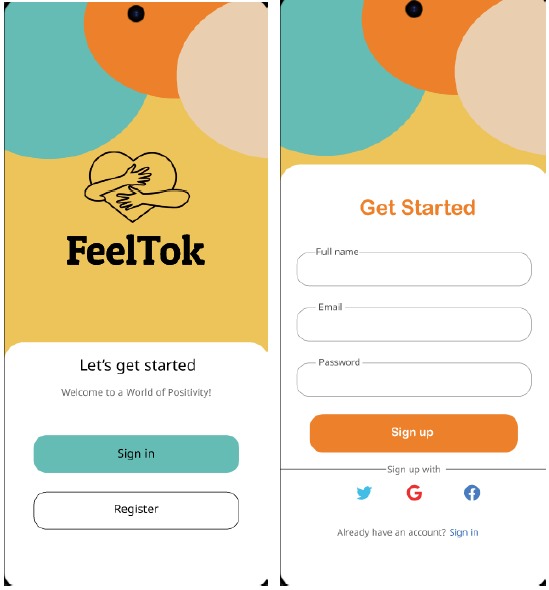 FeelTok
Let's get started
Welcome to a World of Positivity!
Sign in
Register
Get Started
Full name
Email
Password
Sign up
Sign up with
Already have an account? Sign in